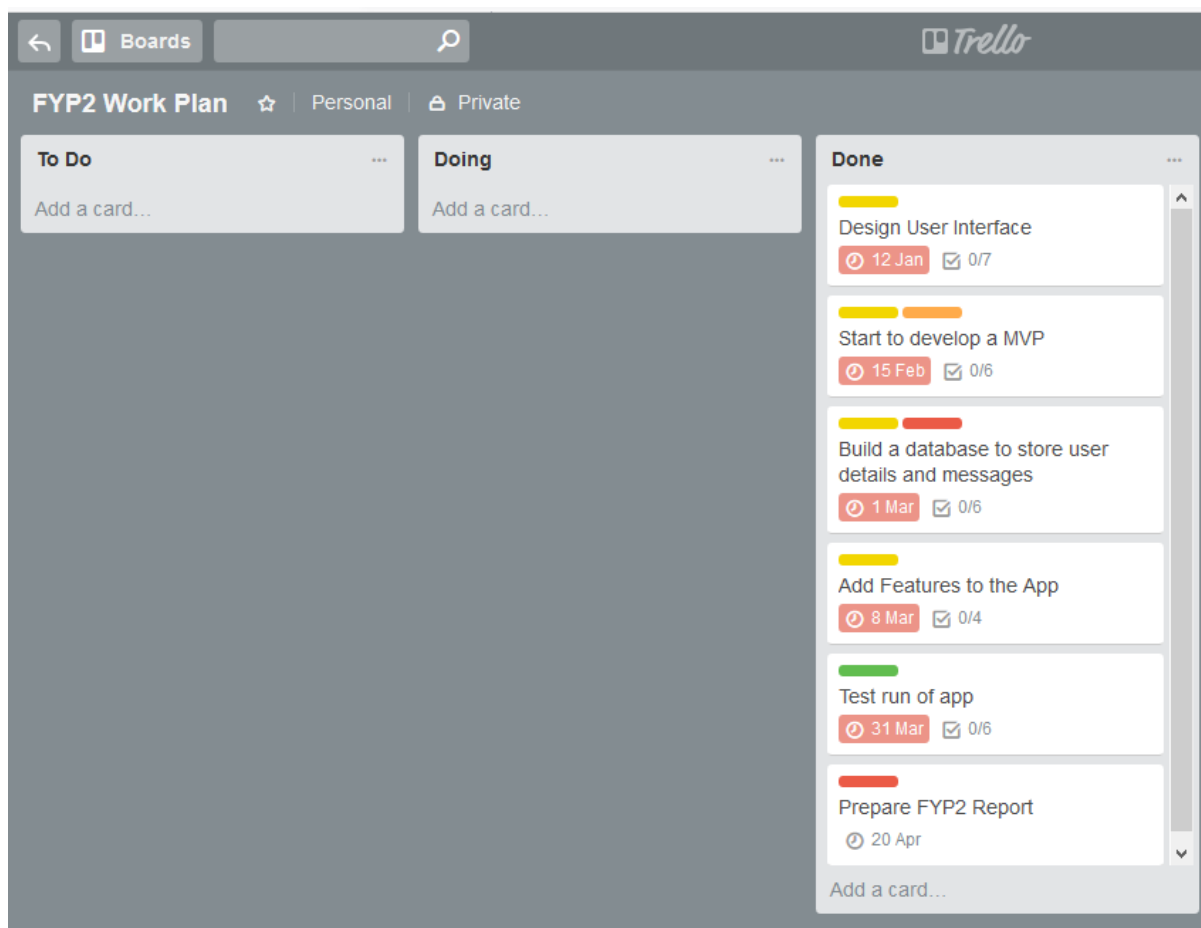 Boards
Trello
FYP2 Work Plan Personal Private
To Do
Add a card...
Doing
Add a card...
Done
Design User Interface
12 Jan 0/7
Start to develop a MVP
15 Feb 0/6
Build a database to store user
details and messages
1 Mar 0/6
Add Features to the App
8 Mar 0/4
Test run of app
31 Mar 0/6
Prepare FYP2 Report
20 Apr
Add a card...